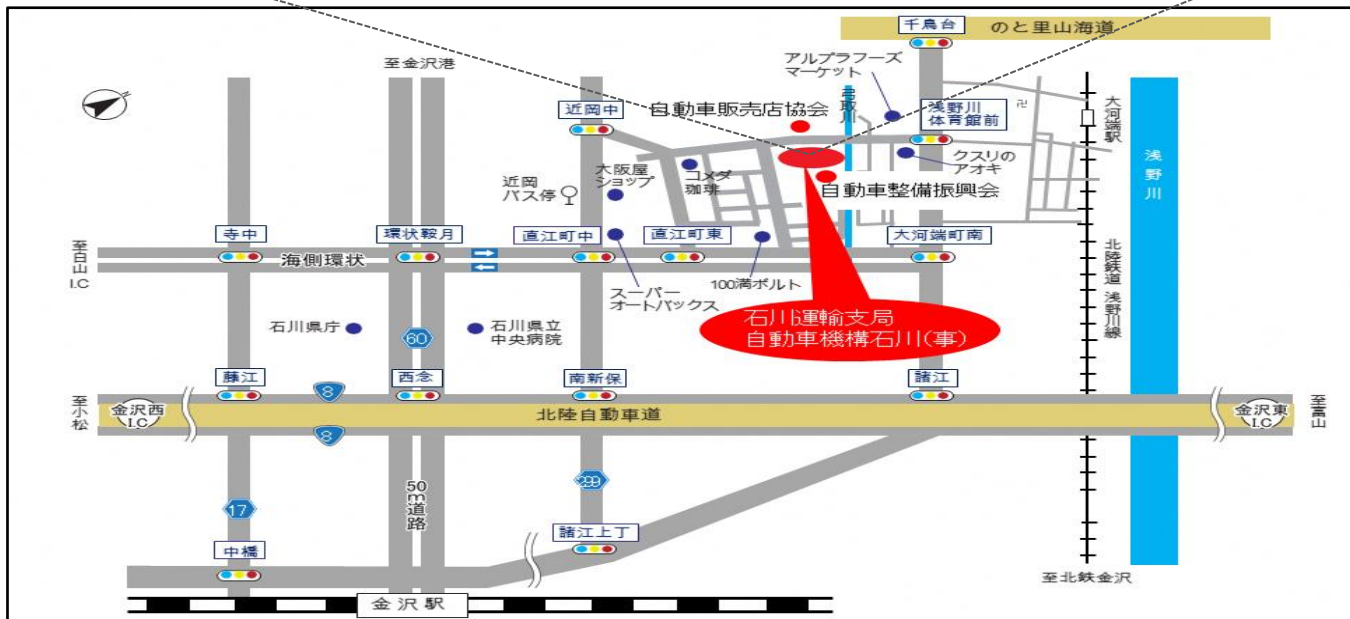 千鳥台
のと里山海道
至金沢港
アルプラフーズ
マーケット
弓取川
近岡中
自動車販売店協会
浅野川
体育館前
大河端駅
浅野川
クスリの
アオキ
大阪屋
ショップ
コメダ
珈琲
近岡
バス停
自動車整備振興会
寺中
環状鞍月
直江町中
直江町東
大河端町南
至白山
I.C
海側環状
100満ボルト
スーパー
オートバックス
北陸鉄道 浅野川線
石川県庁
石川県立
中央病院
石川運輸支局
自動車機構石川(事)
60
藤江
8
西念
南新保
諸江
至小松
金沢西
I.C
北陸自動車道
金沢東
I.C
至富山
8
17
50m道路
299
諸江上丁
中橋
至北鉄金沢
金沢駅